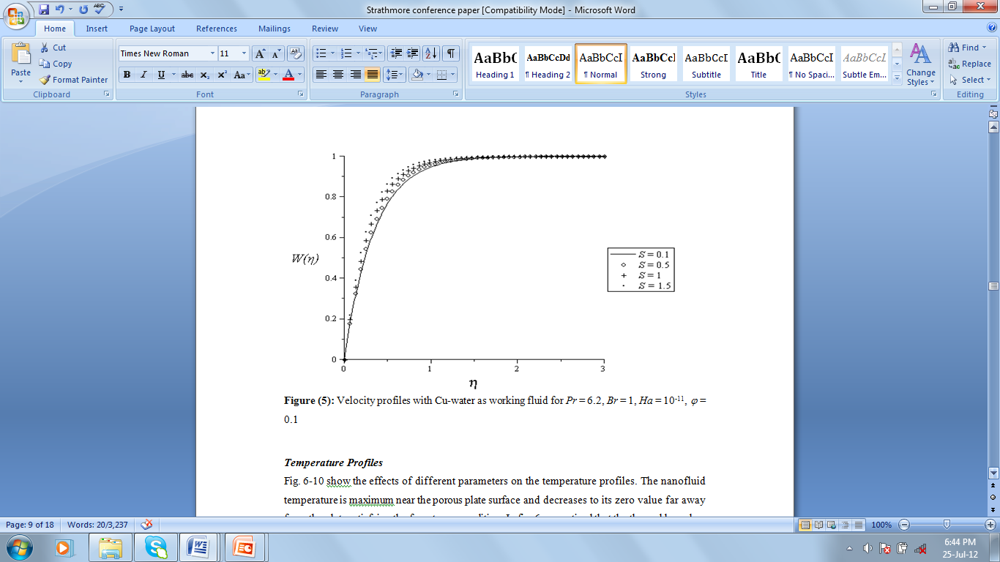 Strathmore conference paper [Compatibility Mode] - Microsoft Word
Home Insert Page Layout References Mailings Review View
Paste
Cut
Copy
Format Painter
Clipboard
Times New Roman 11
B I U abc x₂ x² Aa
Font
Paragraph
AaBbC AaBbCcDd AaBbCcI AaBbCcI AaBbCcI AaBbC AaBbCcI AaBbCcI
Heading 1 ¶ Heading 2 ¶ Normal Strong Subtitle Title ¶ No Spaci... Subtle Em...
Change Styles
Styles
Find
Replace
Select
Editing
1
0.8
0.6
W(η)
0.4
0.2
0
0 1 2 3
η
S = 0.1
S = 0.5
S = 1
S = 1.5
Figure (5): Velocity profiles with Cu-water as working fluid for Pr = 6.2, Br = 1, Ha = 10⁻¹¹, φ =
0.1
Temperature Profiles
Fig. 6-10 show the effects of different parameters on the temperature profiles. The nanofluid
temperature is maximum near the porous plate surface and decreases to its zero value far away
Page: 9 of 18 Words: 20/3,237 100%
6:44 PM
25-Jul-12